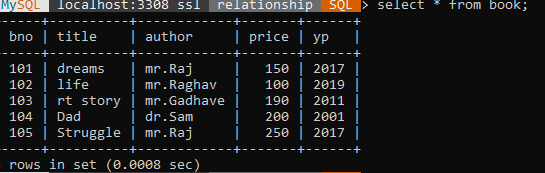 MySQL localhost:3308 ssl relationship SQL > select * from book;
-----+----------+------------+-------+------+
bno | title | author | price | yp |
-----+----------+------------+-------+------+
101 | dreams | mr.Raj | 150 | 2017 |
102 | life | mr.Raghav | 100 | 2019 |
103 | rt story | mr.Gadhave | 190 | 2011 |
104 | Dad | dr.Sam | 200 | 2001 |
105 | Struggle | mr.Raj | 250 | 2017 |
-----+----------+------------+-------+------+
rows in set (0.0008 sec)